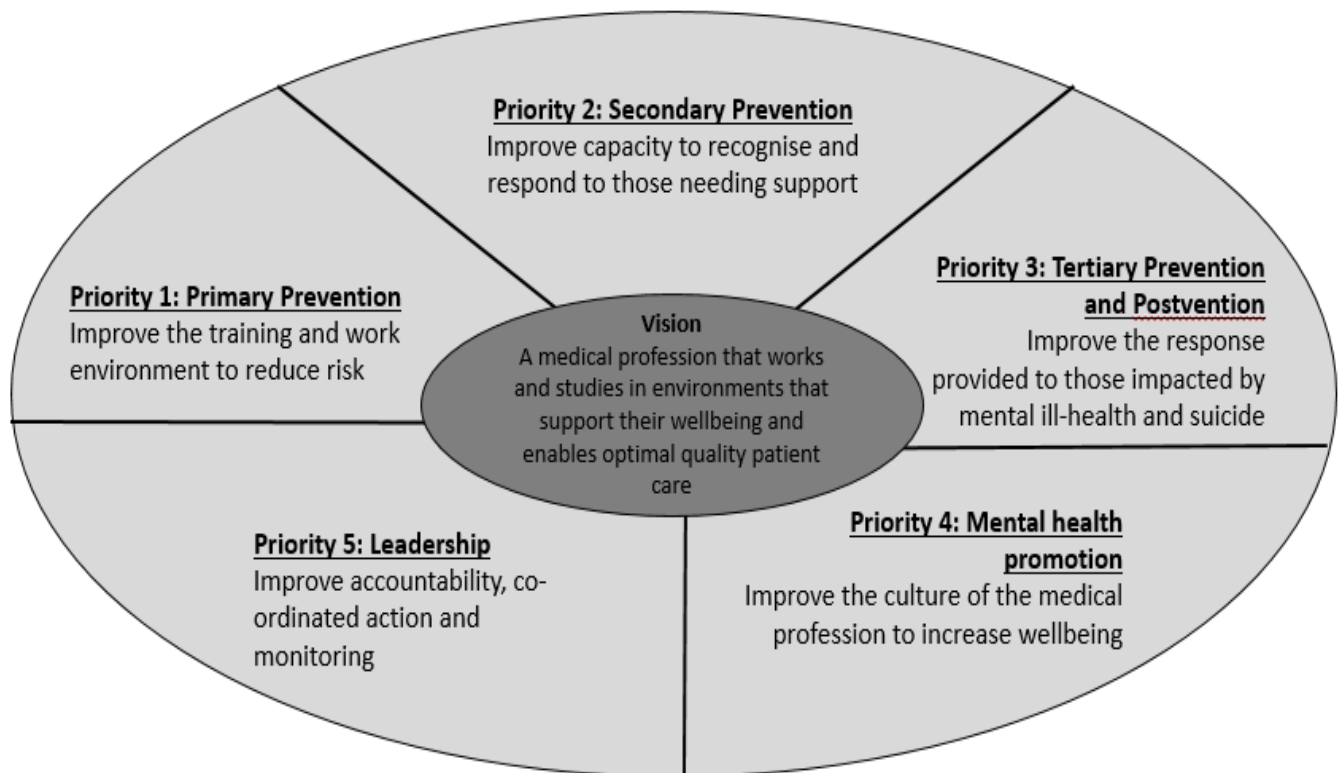 Priority 2: Secondary Prevention
Improve capacity to recognise and
respond to those needing support
Priority 1: Primary Prevention
Improve the training and work
environment to reduce risk
Priority 3: Tertiary Prevention
and Postvention
Improve the response
provided to those impacted by
mental ill-health and suicide
Vision
A medical profession that works
and studies in environments that
support their wellbeing and
enables optimal quality patient
care
Priority 4: Mental health
promotion
Improve the culture of the medical
profession to increase wellbeing
Priority 5: Leadership
Improve accountability, co-
ordinated action and
monitoring